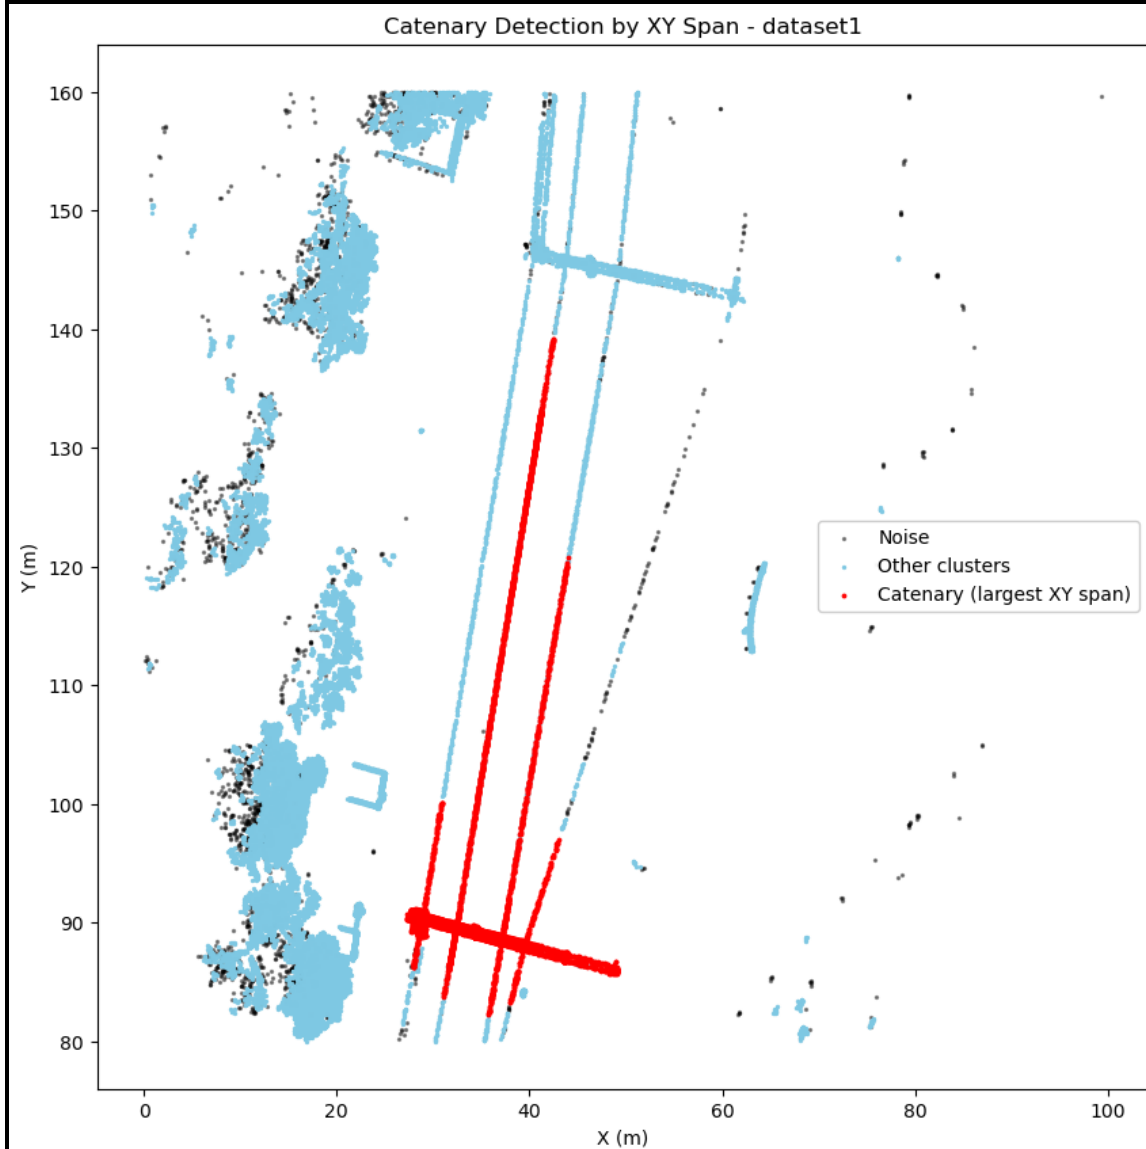 Catenary Detection by XY Span - dataset1
160
150
140
130
120
110
100
90
80
Y (m)
Noise
Other clusters
Catenary (largest XY span)
0
20
40
60
80
100
X (m)